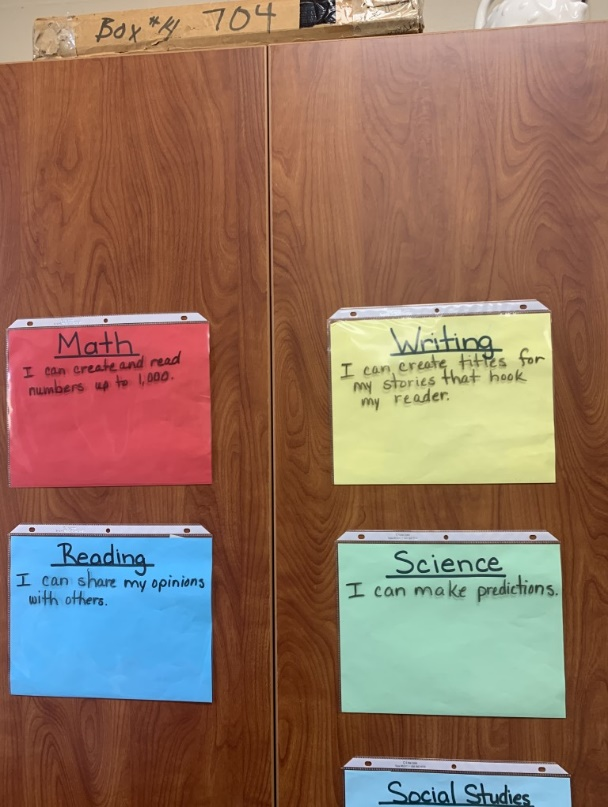 Box #4 704
Math
I can create and read
numbers up to 1,000.
Writing
I can create titles for
my stories that hook
my reader.
Reading
I can share my opinions
with others.
Science
I can make predictions.
Social Studies